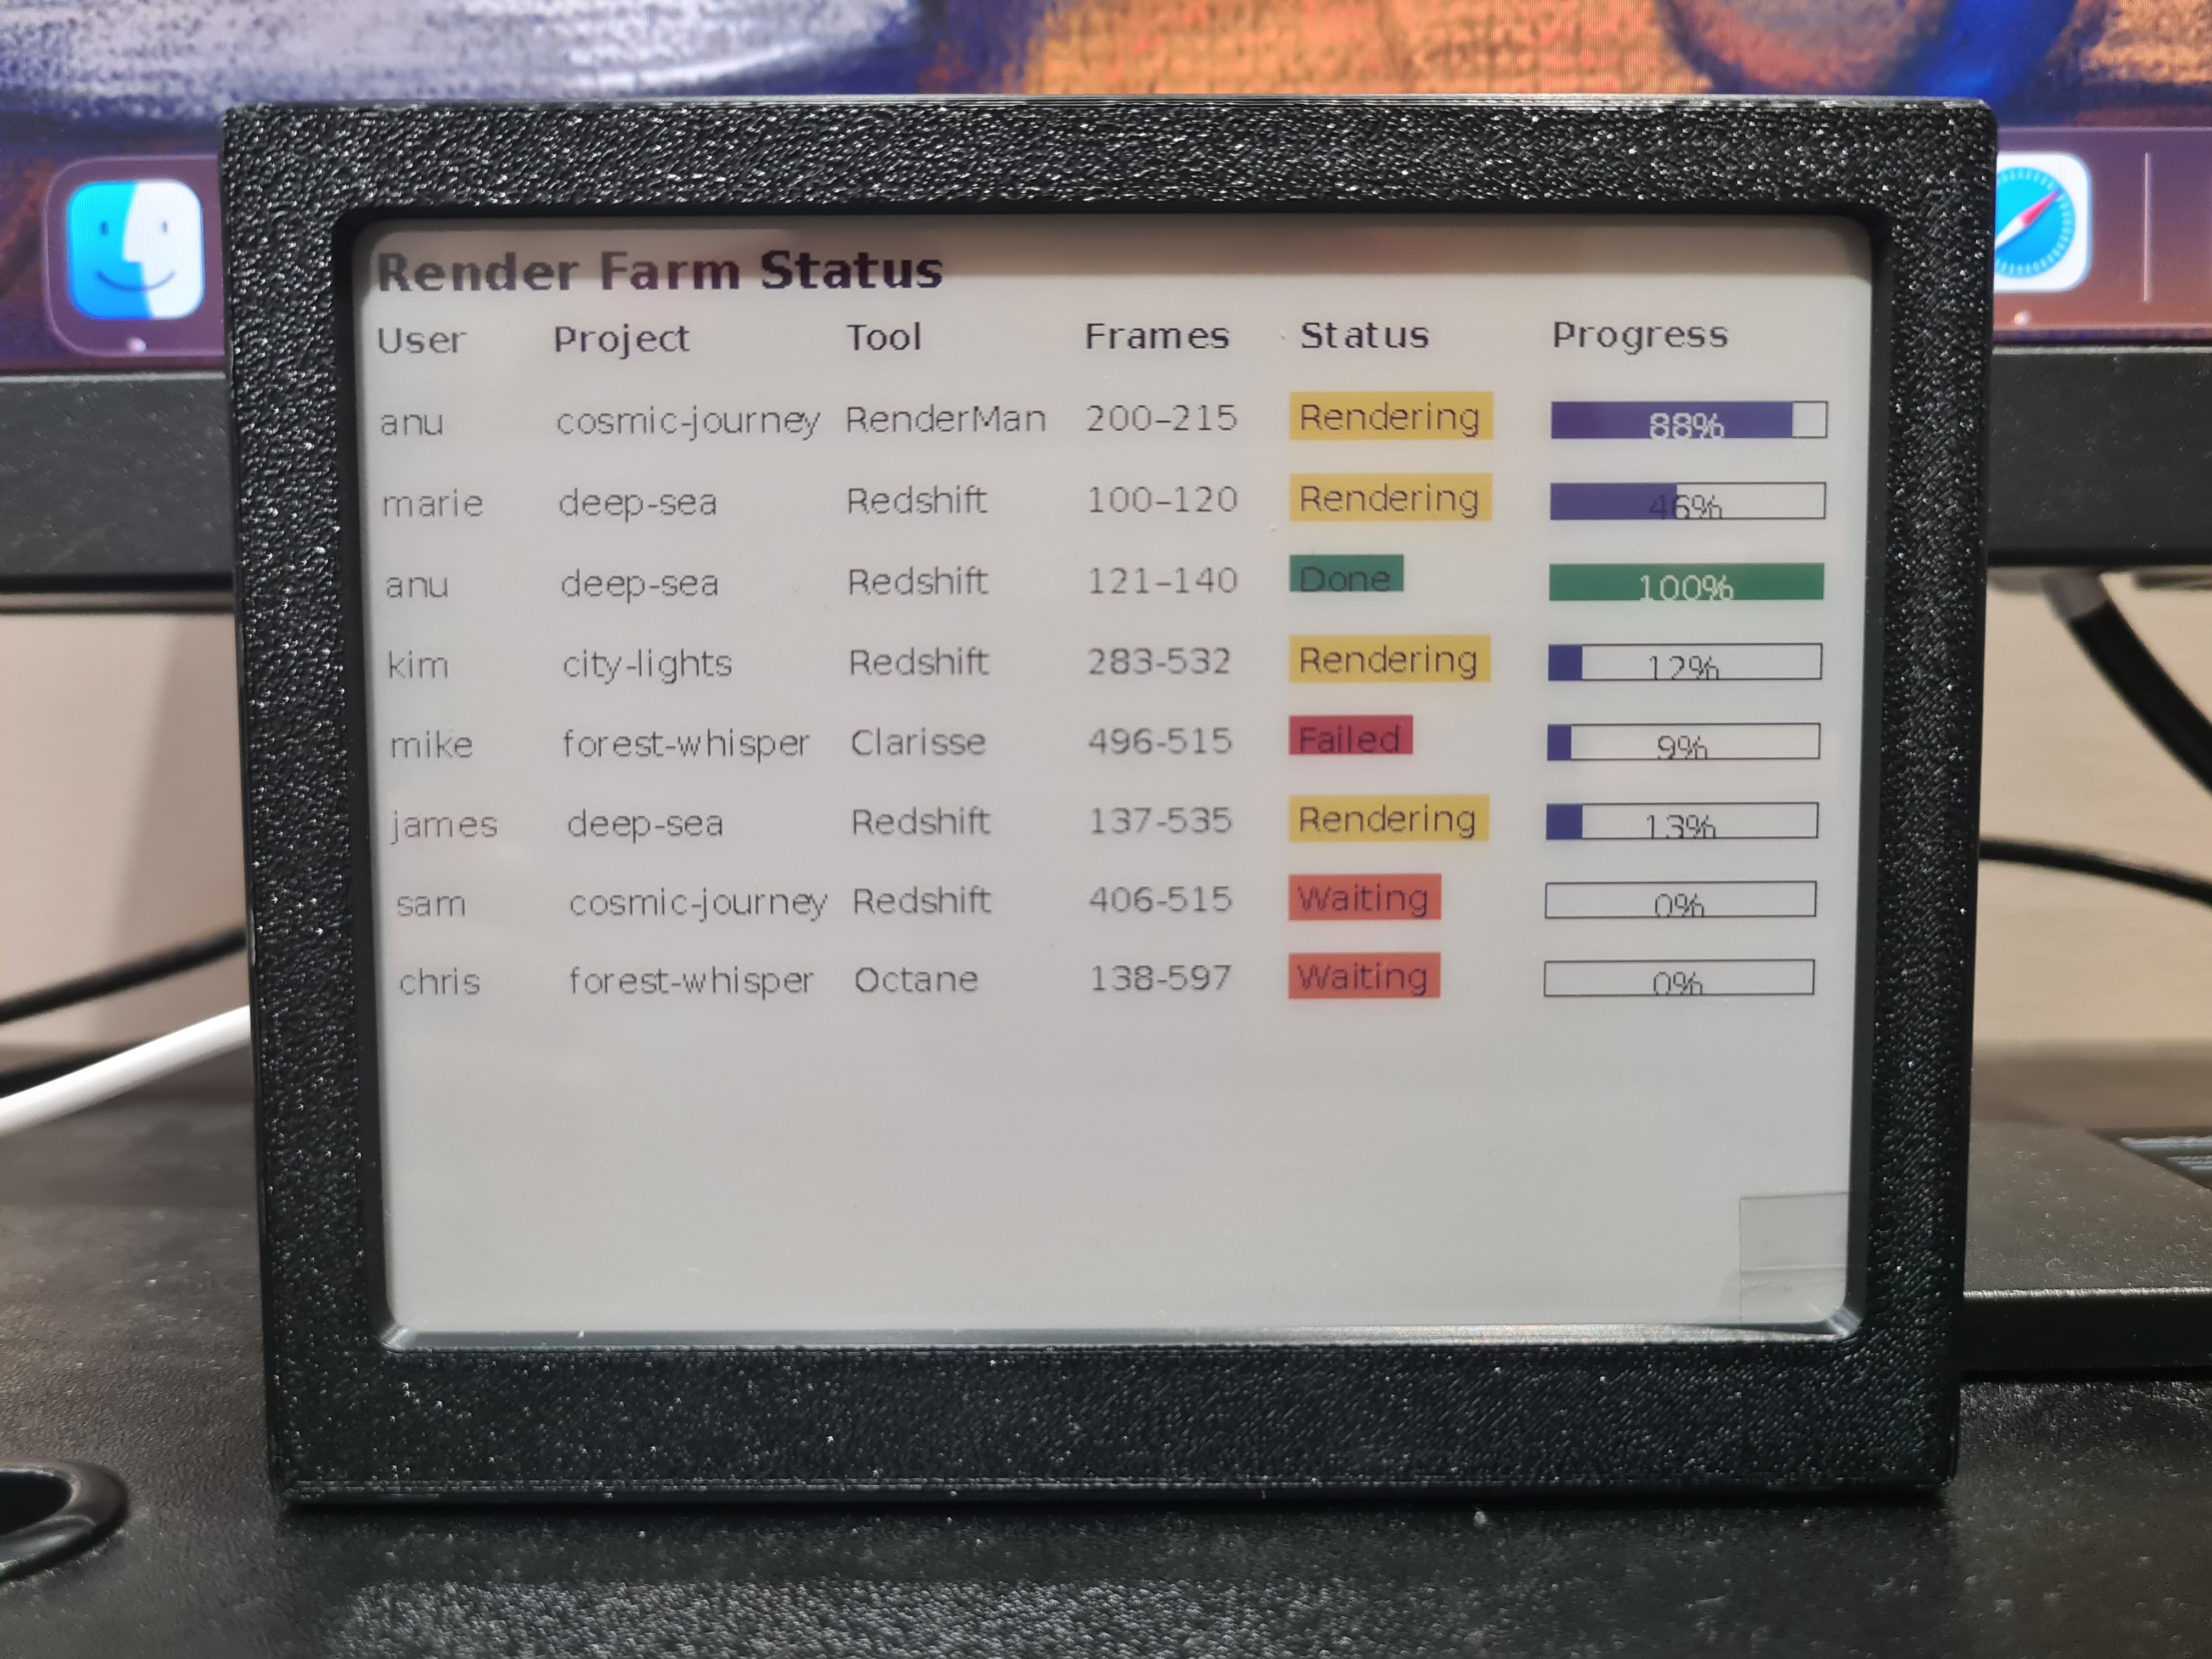 Render Farm Status
User Project Tool Frames Status Progress
anu cosmic-journey RenderMan 200–215 Rendering 88%
marie deep-sea Redshift 100–120 Rendering 46%
anu deep-sea Redshift 121–140 Done 100%
kim city-lights Redshift 283-532 Rendering 12%
mike forest-whisper Clarisse 496-515 Failed 9%
james deep-sea Redshift 137-535 Rendering 13%
sam cosmic-journey Redshift 406-515 Waiting 0%
chris forest-whisper Octane 138-597 Waiting 0%